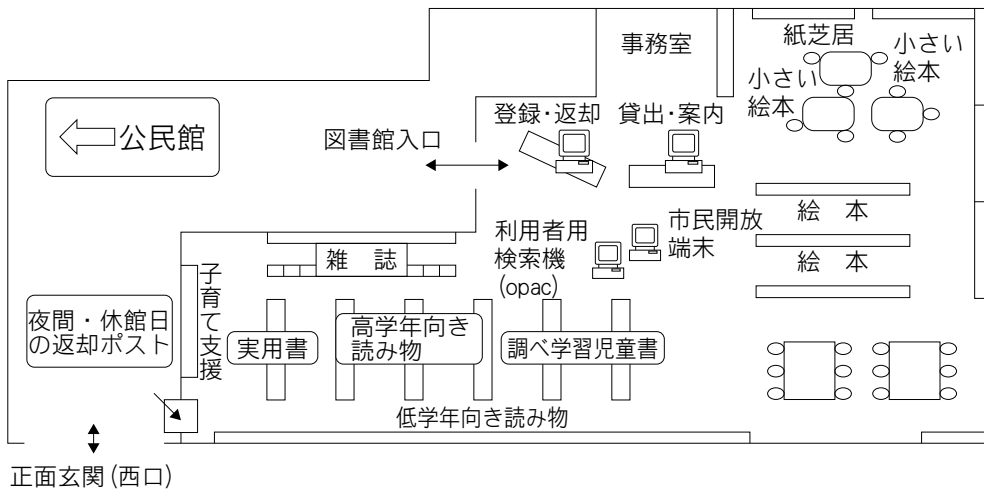 事務室
紙芝居
小さい
絵本
小さい
絵本
公民館
図書館入口
登録・返却
貸出・案内
絵 本
絵 本
利用者用
検索機
(opac)
市民開放
端末
雑 誌
子育て支援
夜間・休館日
の返却ポスト
実用書
高学年向き
読み物
調べ学習児童書
低学年向き読み物
正面玄関(西口)